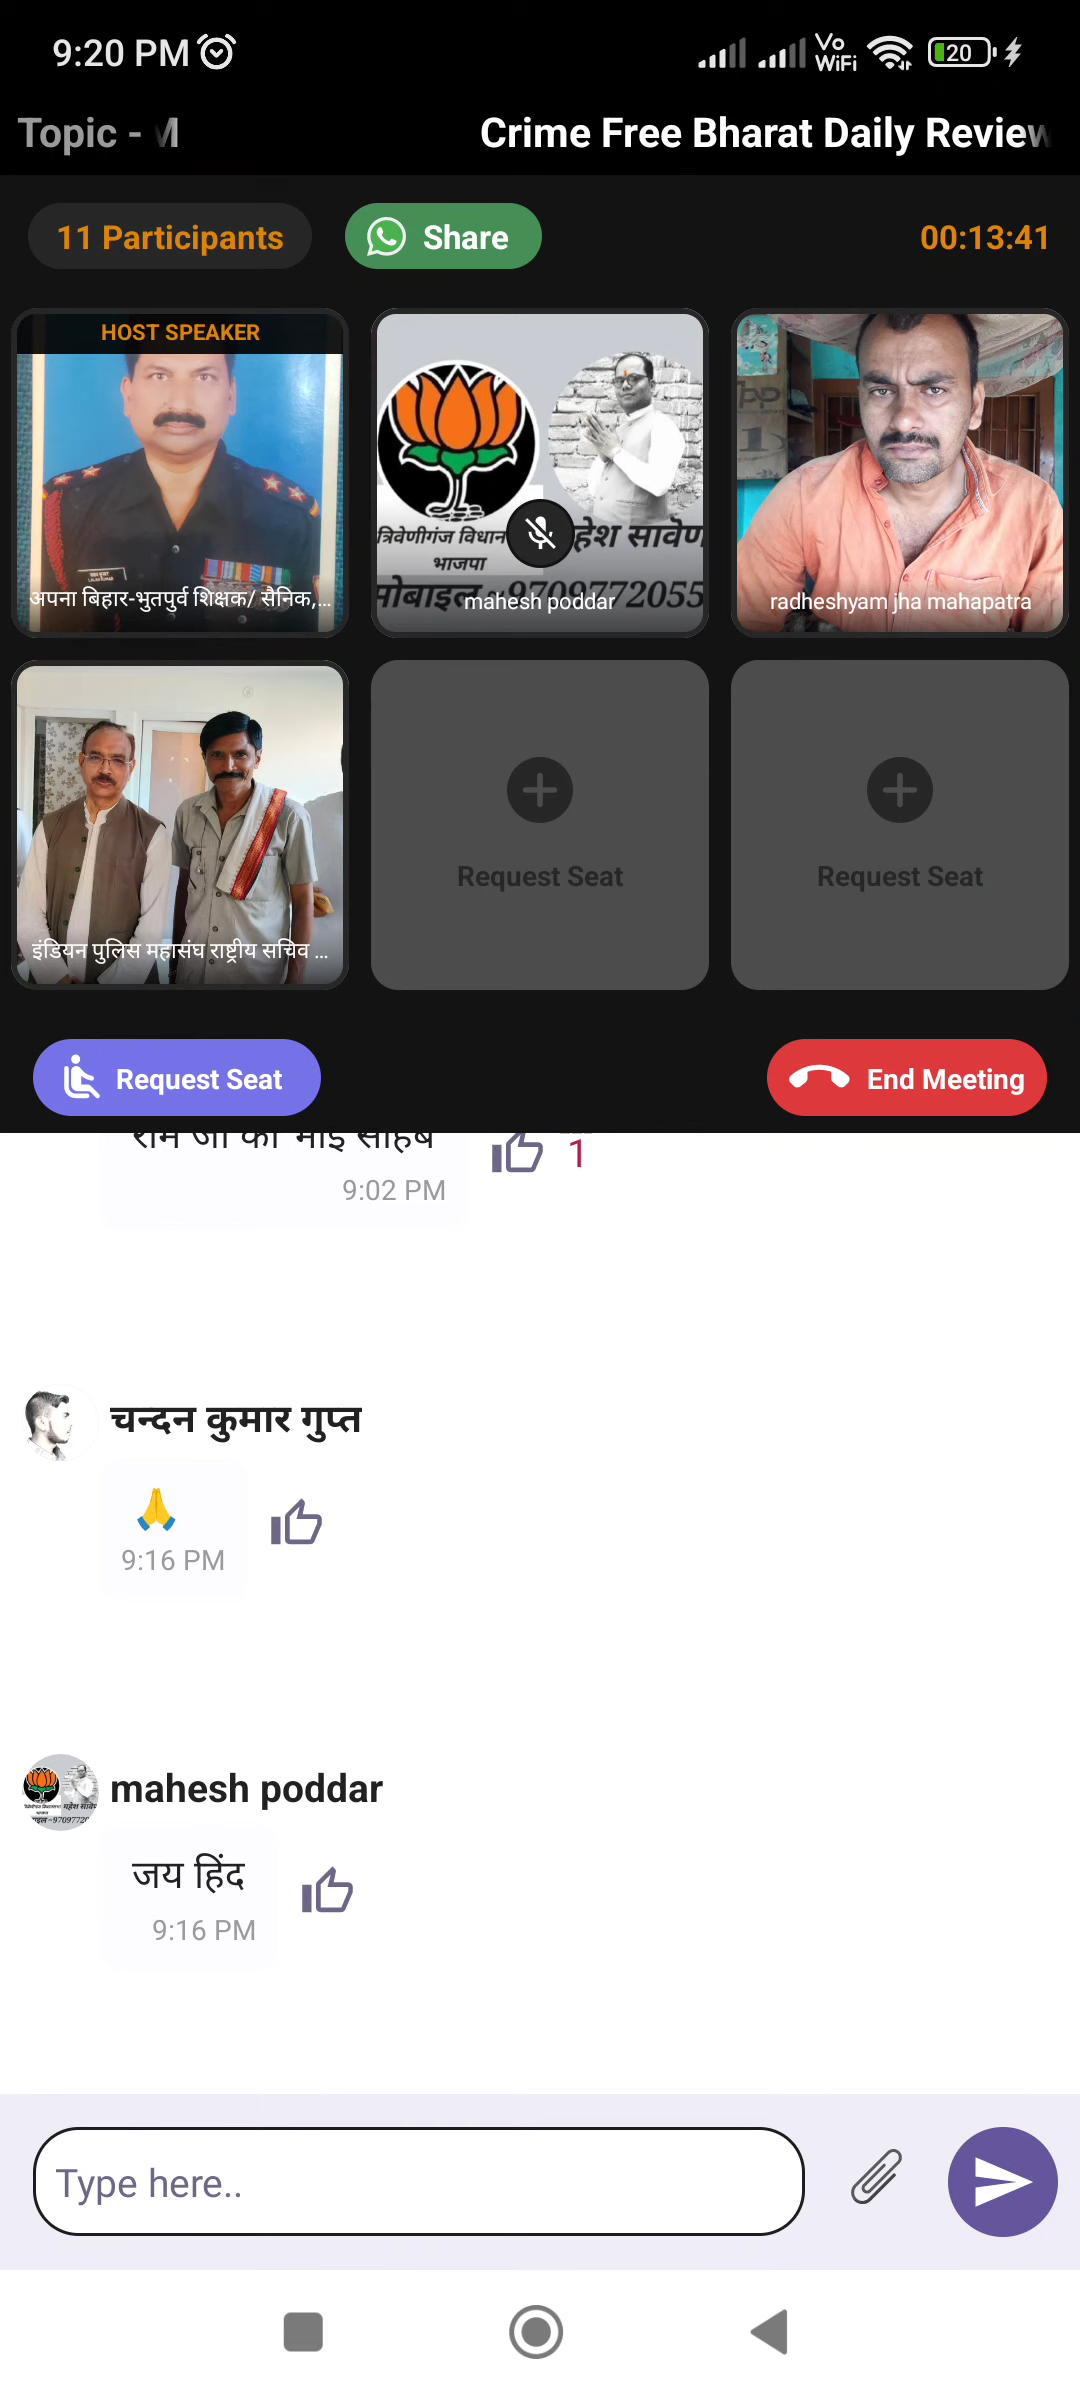 9:20 PM
Vo
WiFi
20
Topic - M
Crime Free Bharat Daily Review
11 Participants
Share
00:13:41
HOST SPEAKER
अपना बिहार-भुतपुर्व शिक्षक/ सैनिक,...
त्रिवेणीगंज विधान
भाजपा
हेश सावेण
मोबाइल -9709772055
mahesh poddar
radheshyam jha mahapatra
इंडियन पुलिस महासंघ राष्ट्रीय सचिव ...
Request Seat
Request Seat
Request Seat
End Meeting
राम जी की भाई साहब
1
9:02 PM
चन्दन कुमार गुप्त
🙏
9:16 PM
mahesh poddar
जय हिंद
9:16 PM
Type here..